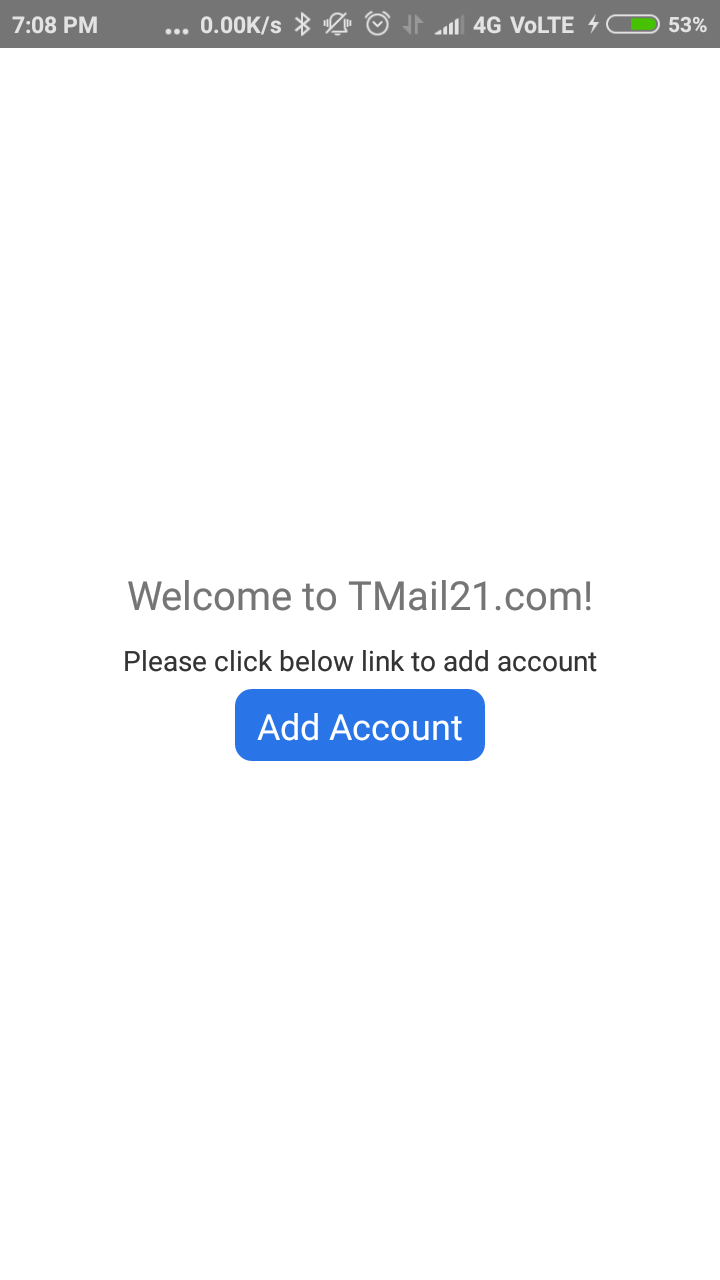 7:08 PM ... 0.00K/s 4G VoLTE 53%
Welcome to TMail21.com!
Please click below link to add account
Add Account